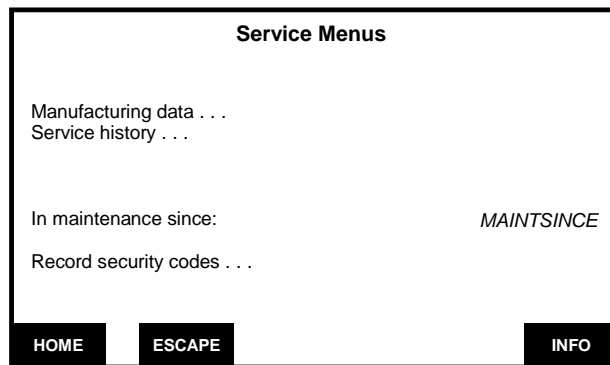 Service Menus
Manufacturing data . . .
Service history . . .
In maintenance since: MAINTSINCE
Record security codes . . .
HOME ESCAPE INFO